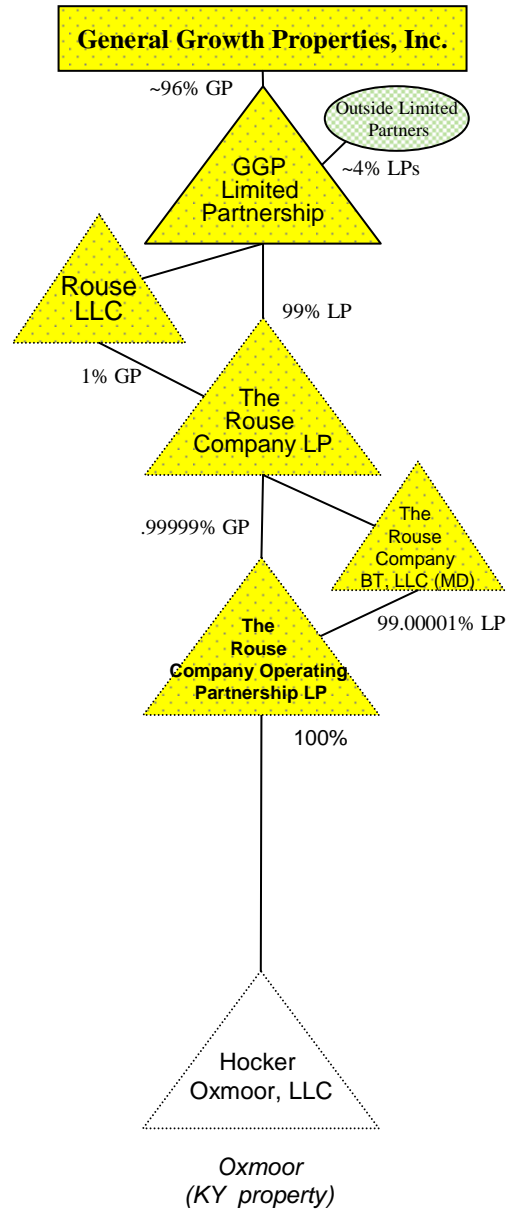 General Growth Properties, Inc.
~96% GP
Outside Limited
Partners
~4% LPs
GGP
Limited
Partnership
Rouse
LLC
99% LP
1% GP
The
Rouse
Company LP
.99999% GP
The
Rouse
Company
BT, LLC (MD)
99.00001% LP
The
Rouse
Company Operating
Partnership LP
100%
Hocker
Oxmoor, LLC
Oxmoor
(KY property)